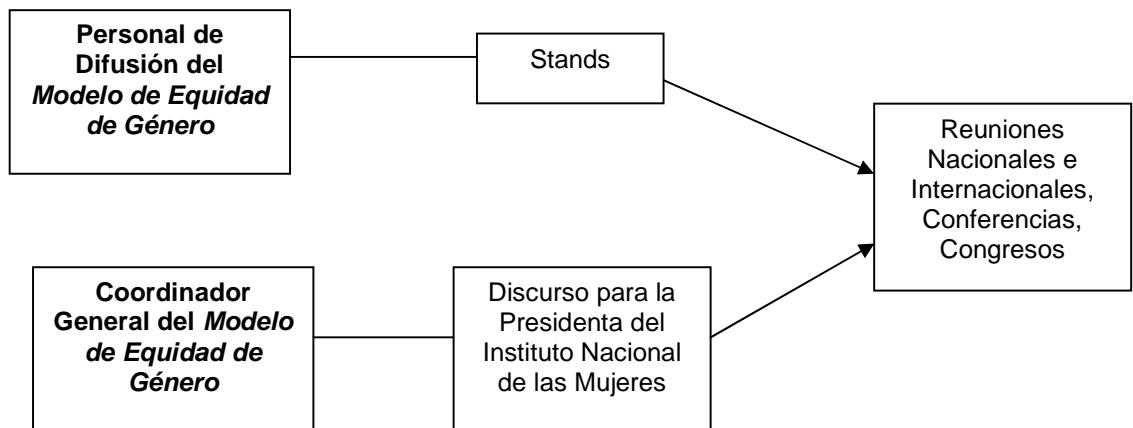 Personal de
Difusión del
Modelo de Equidad
de Género
Stands
Reuniones
Nacionales e
Internacionales,
Conferencias,
Congresos
Coordinador
General del Modelo
de Equidad de
Género
Discurso para la
Presidenta del
Instituto Nacional
de las Mujeres